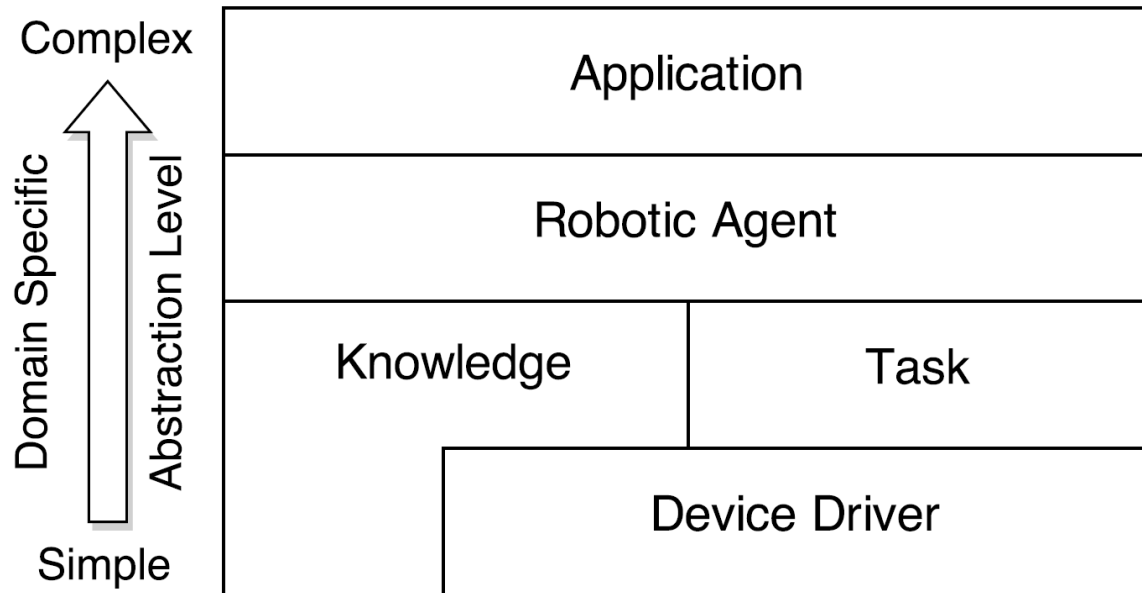 Complex
Application
Domain Specific
Abstraction Level
Robotic Agent
Knowledge
Task
Device Driver
Simple